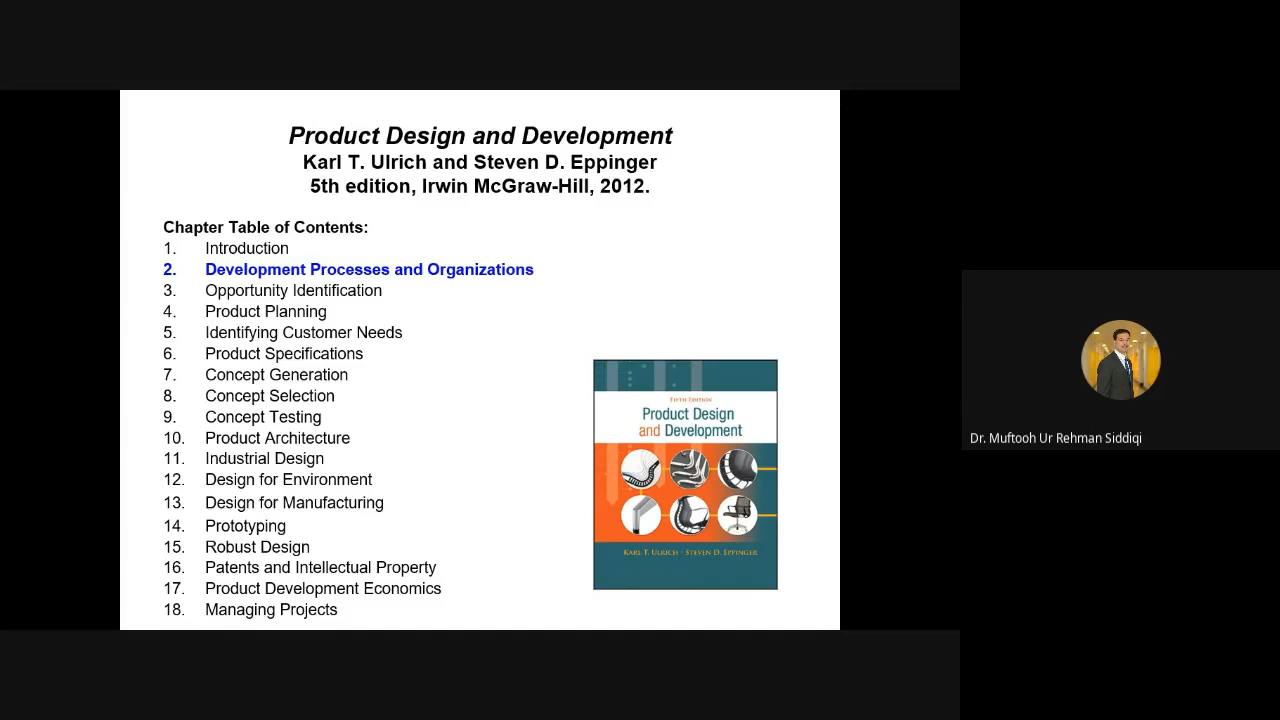 Product Design and Development
Karl T. Ulrich and Steven D. Eppinger
5th edition, Irwin McGraw-Hill, 2012.
Chapter Table of Contents:
1. Introduction
2. Development Processes and Organizations
3. Opportunity Identification
4. Product Planning
5. Identifying Customer Needs
6. Product Specifications
7. Concept Generation
8. Concept Selection
9. Concept Testing
10. Product Architecture
11. Industrial Design
12. Design for Environment
13. Design for Manufacturing
14. Prototyping
15. Robust Design
16. Patents and Intellectual Property
17. Product Development Economics
18. Managing Projects
FIFTH EDITION
Product Design
and Development
KARL T. ULRICH · STEVEN D. EPPINGER
Dr. Muftooh Ur Rehman Siddiqi